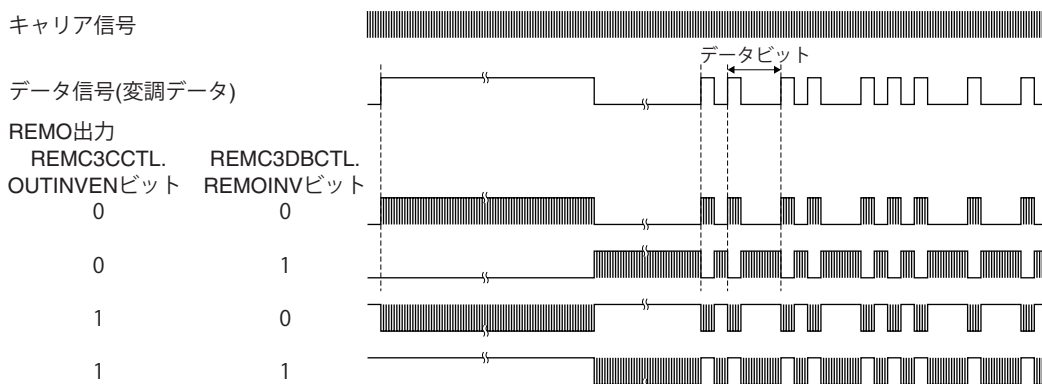 キャリア信号
データビット
データ信号(変調データ)
REMO出力
REMC3CCTL. REMC3DBCTL.
OUTINVENビット REMOINVビット
0 0
0 1
1 0
1 1